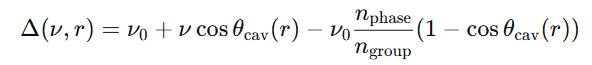 Δ(ν, r) = ν₀ + ν cos θ_cav(r) − ν₀ n_phase/n_group (1 − cos θ_cav(r))